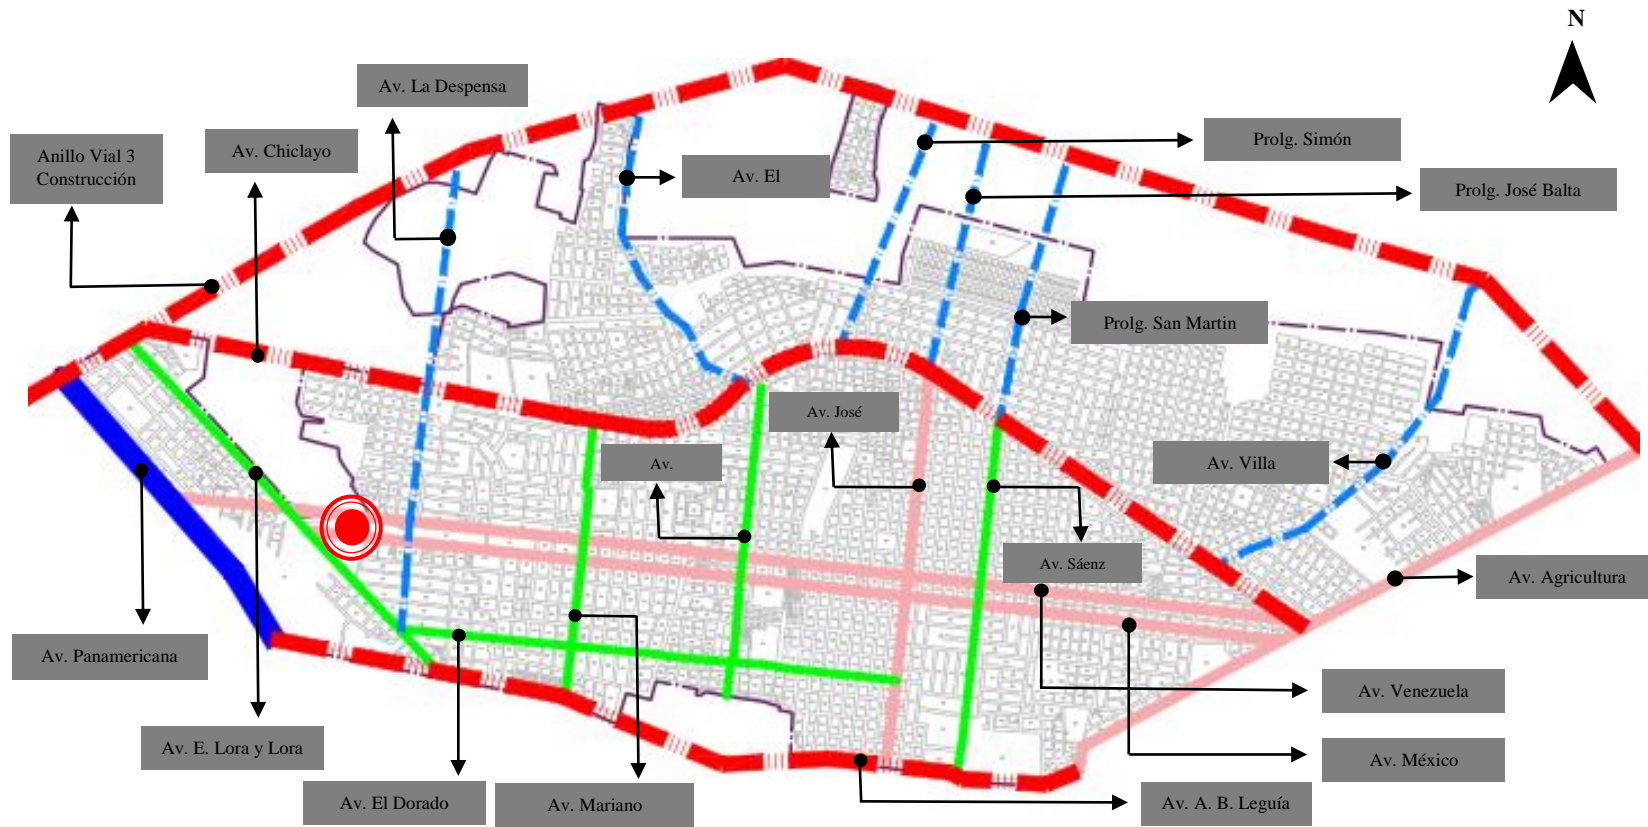 N
Av. La Despensa
Prolg. Simón
Av. Chiclayo
Anillo Vial 3
Construcción
Av. El
Prolg. José Balta
Prolg. San Martin
Av. José
Av.
Av. Villa
Av. Sáenz
Av. Agricultura
Av. Panamericana
Av. Venezuela
Av. E. Lora y Lora
Av. México
Av. El Dorado
Av. Mariano
Av. A. B. Leguía